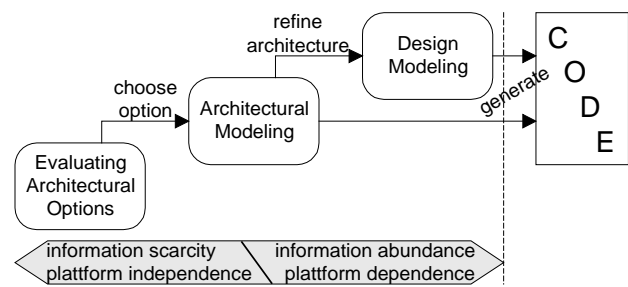 refine
architecture
Design
Modeling
choose
option
Architectural
Modeling
generate
C
O
D
E
Evaluating
Architectural
Options
information scarcity
plattform independence
information abundance
plattform dependence